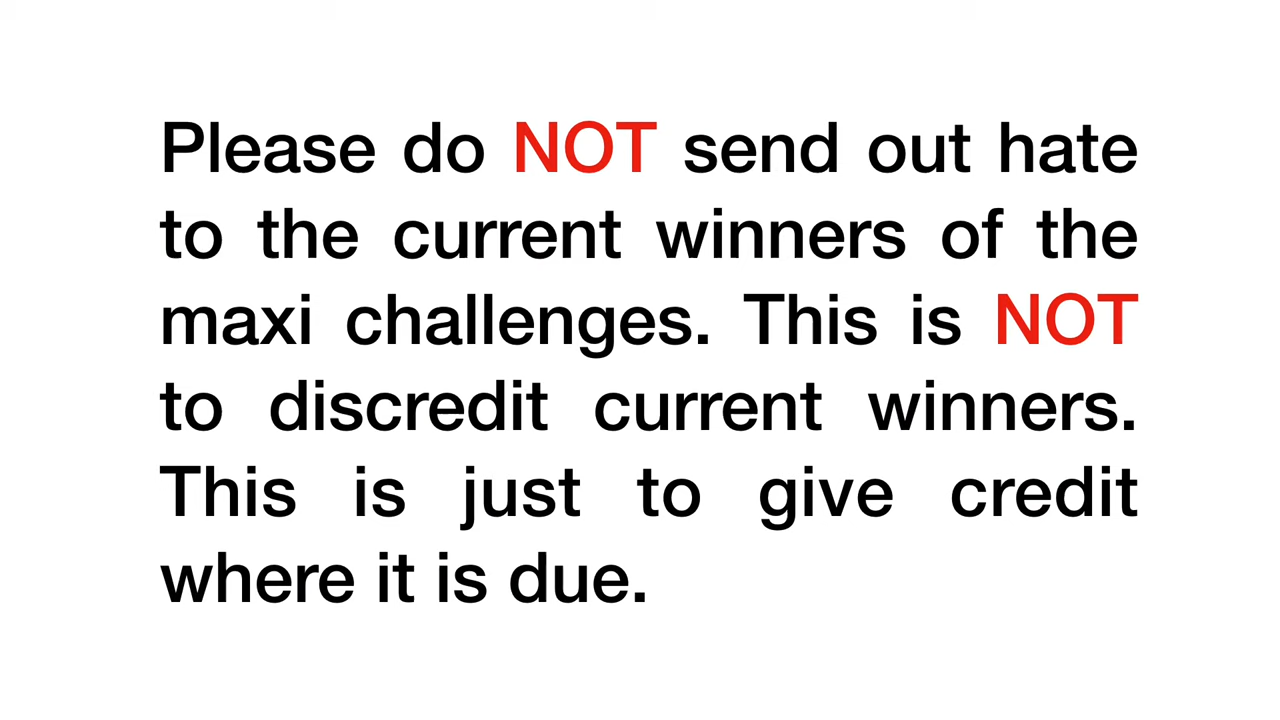 Please do NOT send out hate
to the current winners of the
maxi challenges. This is NOT
to discredit current winners.
This is just to give credit
where it is due.